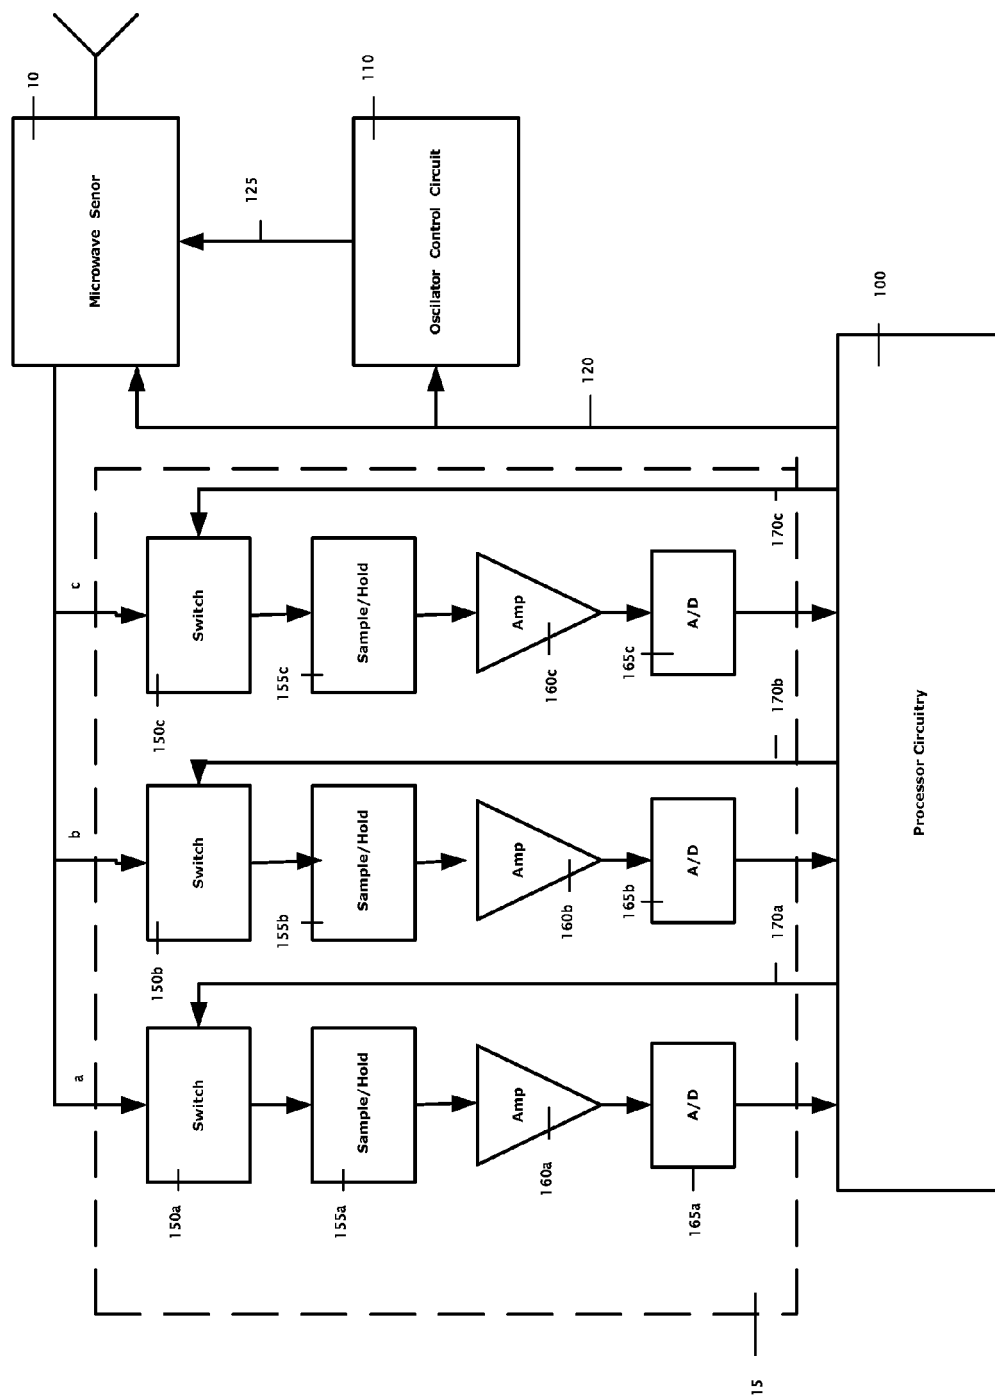 10
Microwave Senor
125
110
Oscilator Control Circuit
100
120
c
Switch
150c
Sample/Hold
155c
Amp
160c
A/D
165c
170c
b
Switch
150b
Sample/Hold
155b
Amp
160b
A/D
165b
170b
a
Switch
150a
Sample/Hold
155a
Amp
160a
A/D
165a
170a
Processor Circuitry
15